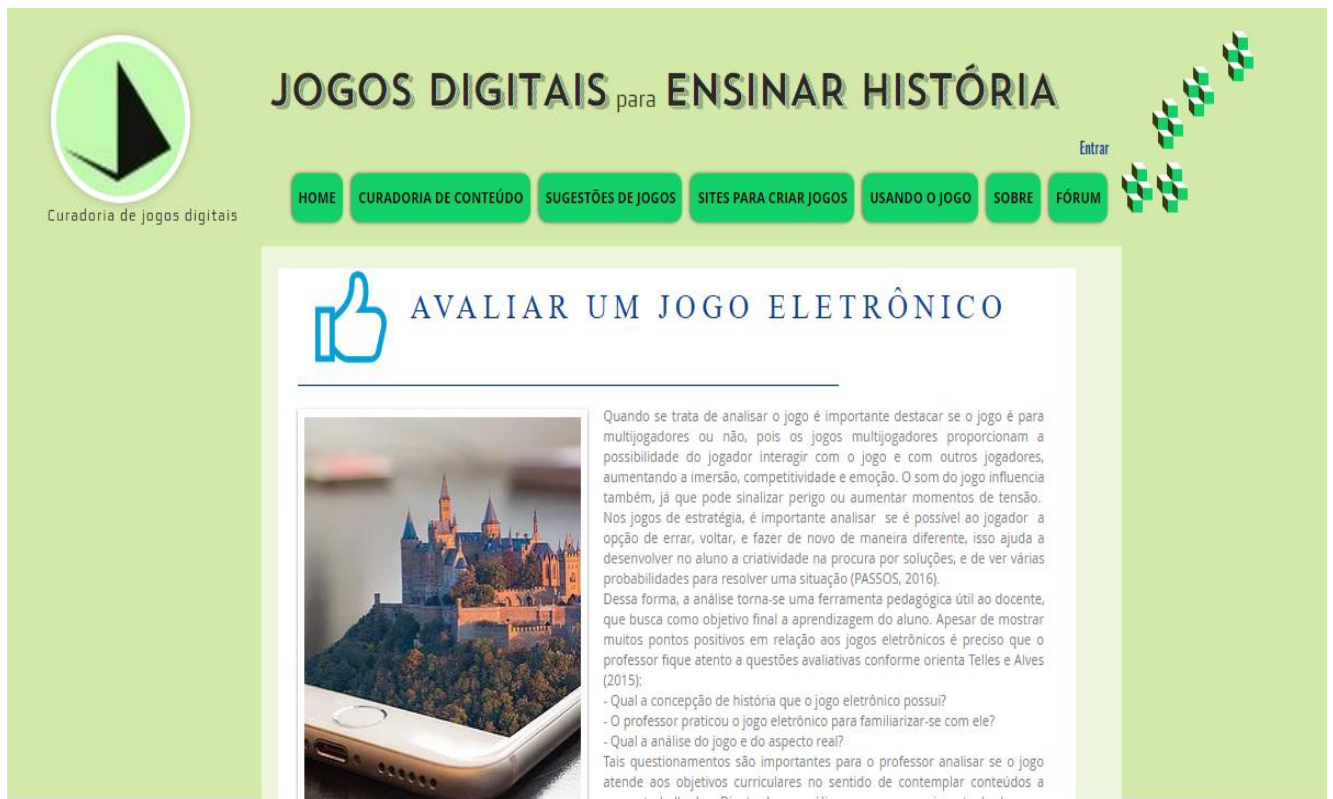 JOGOS DIGITAIS para ENSINAR HISTÓRIA
Entrar
HOME CURADORIA DE CONTEÚDO SUGESTÕES DE JOGOS SITES PARA CRIAR JOGOS USANDO O JOGO SOBRE FÓRUM
Curadoria de jogos digitais
AVALIAR UM JOGO ELETRÔNICO
Quando se trata de analisar o jogo é importante destacar se o jogo é para
multijogadores ou não, pois os jogos multijogadores proporcionam a
possibilidade do jogador interagir com o jogo e com outros jogadores,
aumentando a imersão, competitividade e emoção. O som do jogo influencia
também, já que pode sinalizar perigo ou aumentar momentos de tensão.
Nos jogos de estratégia, é importante analisar se é possível ao jogador a
opção de errar, voltar, e fazer de novo de maneira diferente, isso ajuda a
desenvolver no aluno a criatividade na procura por soluções, e de ver várias
probabilidades para resolver uma situação (PASSOS, 2016).
Dessa forma, a análise torna-se uma ferramenta pedagógica útil ao docente,
que busca como objetivo final a aprendizagem do aluno. Apesar de mostrar
muitos pontos positivos em relação aos jogos eletrônicos é preciso que o
professor fique atento a questões avaliativas conforme orienta Telles e Alves
(2015):
- Qual a concepção de história que o jogo eletrônico possui?
- O professor praticou o jogo eletrônico para familiarizar-se com ele?
- Qual a análise do jogo e do aspecto real?
Tais questionamentos são importantes para o professor analisar se o jogo
atende aos objetivos curriculares no sentido de contemplar conteúdos a